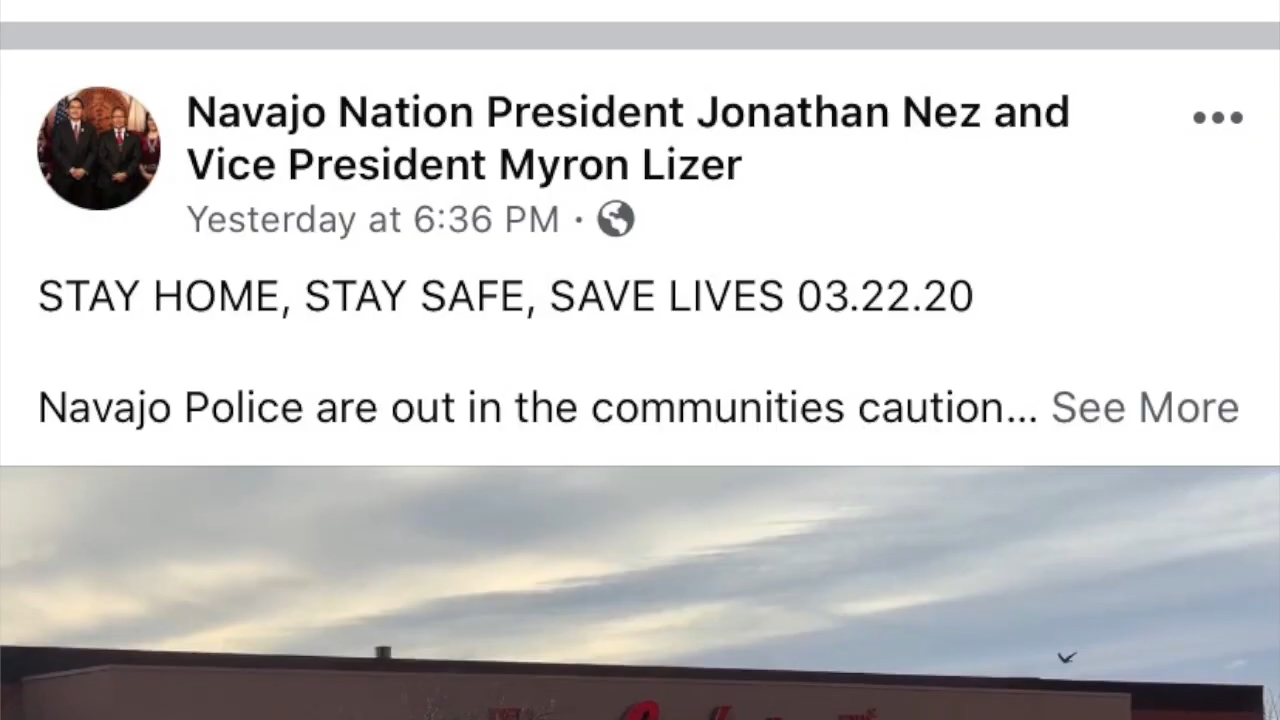 Navajo Nation President Jonathan Nez and
Vice President Myron Lizer
Yesterday at 6:36 PM ·
STAY HOME, STAY SAFE, SAVE LIVES 03.22.20
Navajo Police are out in the communities caution... See More